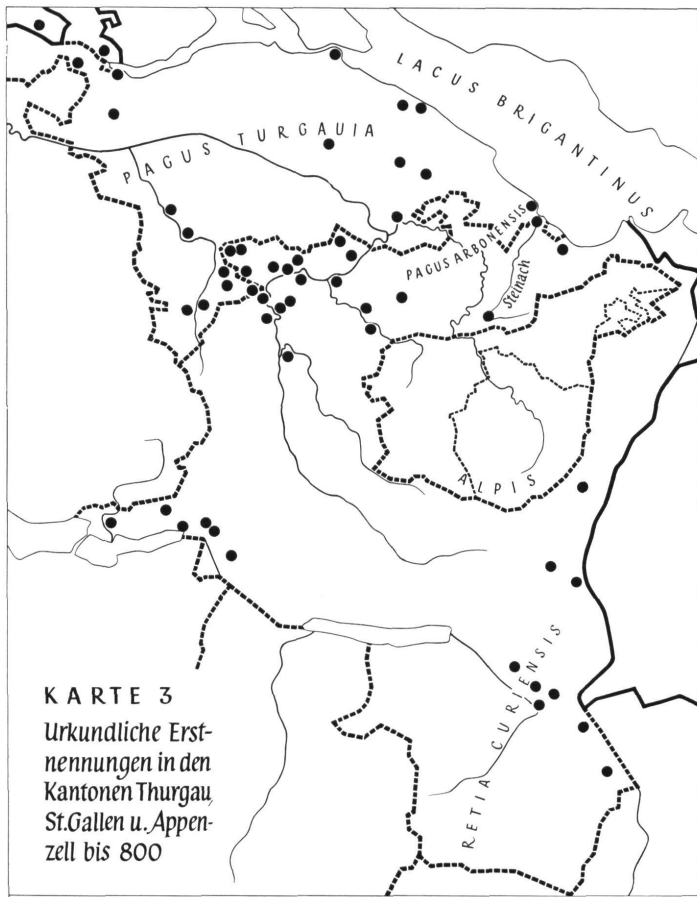 LACUS BRIGANTINUS
PAGUS TURGAUIA
PAGUS ARBONENSIS
Steinach
ALPIS
RETIA CURIENSIS
KARTE 3
Urkundliche Erst-
nennungen in den
Kantonen Thurgau,
St.Gallen u. Appen-
zell bis 800